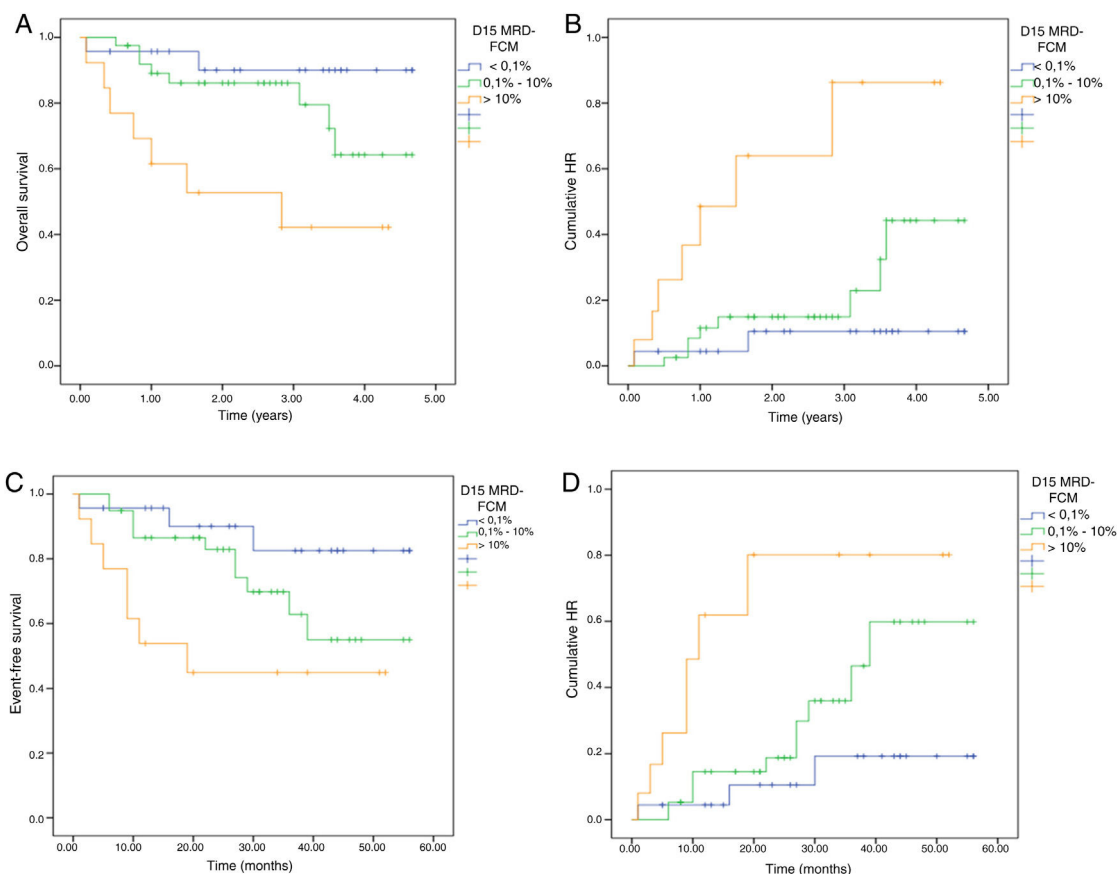 A
D15 MRD-
FCM
< 0,1%
0,1% - 10%
> 10%
Overall survival
1.0
0.8
0.6
0.4
0.2
0.0
0.00 1.00 2.00 3.00 4.00 5.00
Time (years)
B
D15 MRD-
FCM
< 0,1%
0,1% - 10%
> 10%
Cumulative HR
1.0
0.8
0.6
0.4
0.2
0.0
0.00 1.00 2.00 3.00 4.00 5.00
Time (years)
C
D15 MRD-
FCM
< 0,1%
0,1% - 10%
> 10%
Event-free survival
1.0
0.8
0.6
0.4
0.2
0.0
0.00 10.00 20.00 30.00 40.00 50.00 60.00
Time (months)
D
D15 MRD-
FCM
< 0,1%
0,1% - 10%
> 10%
Cumulative HR
1.0
0.8
0.6
0.4
0.2
0.0
0.00 10.00 20.00 30.00 40.00 50.00 60.00
Time (months)